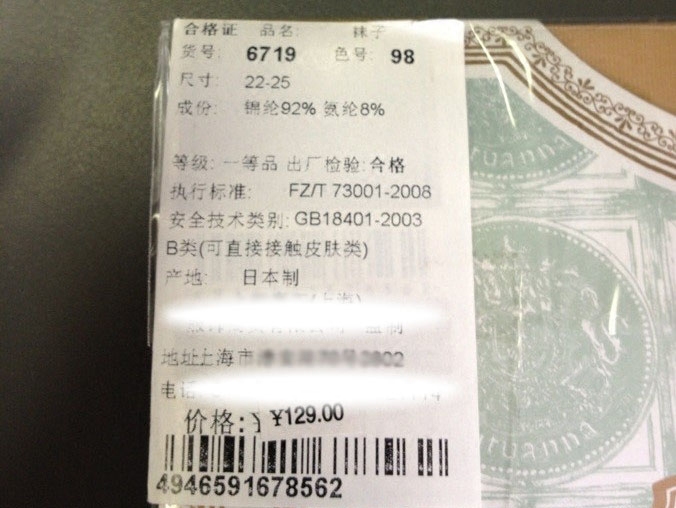 合格证 品名: 袜子
货号: 6719 色号: 98
尺寸: 22-25
成份: 锦纶92% 氨纶8%
等级: 一等品 出厂检验:合格
执行标准: FZ/T 73001-2008
安全技术类别: GB18401-2003
B类(可直接接触皮肤类)
产地: 日本制
(上海)
监制
地址上海市
电话
价格: ¥129.00
4946591678562